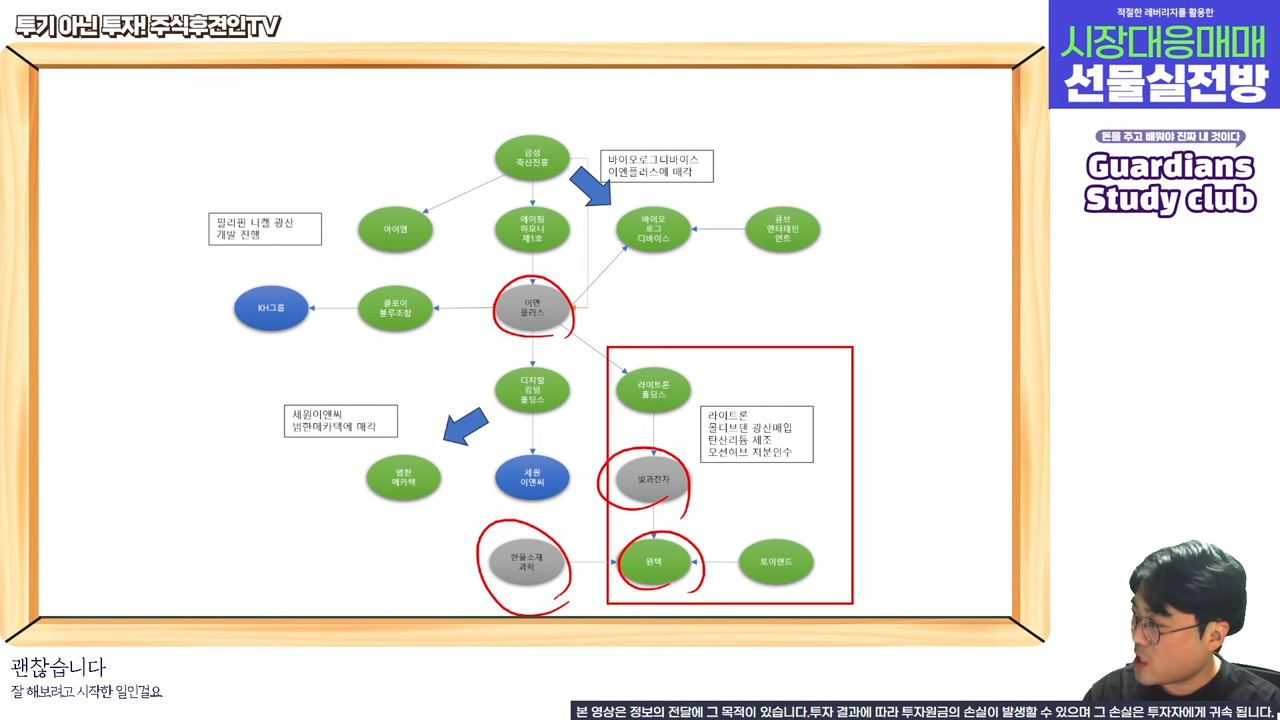 투기 아닌 투자! 주식후견인TV
적절한 레버리지를 활용한
시장대응매매
선물실전방
돈을 주고 배워야 진짜 내 것이다
Guardians
Study club
금성
축산진흥
바이오로그디바이스
이엔플러스에 매각
필리핀 니켈 광산
개발 진행
아이엠
에이팀
하모니
제1호
바이오
로그
디바이스
큐브
엔터테인
먼트
KH그룹
클로이
블루조합
이엔
플러스
디지털
킹덤
홀딩스
라이트론
홀딩스
세원이앤씨
범한메카택에 매각
라이트론
몰디브덴 광산매입
탄산리튬 제조
오션허브 지분인수
범한
메카택
세원
이앤씨
빛과전자
한울소재
과학
윈텍
토이랜드
괜찮습니다
잘 해보려고 시작한 일인걸요
본 영상은 정보의 전달에 그 목적이 있습니다.투자 결과에 따라 투자원금의 손실이 발생할 수 있으며 그 손실은 투자자에게 귀속 됩니다.